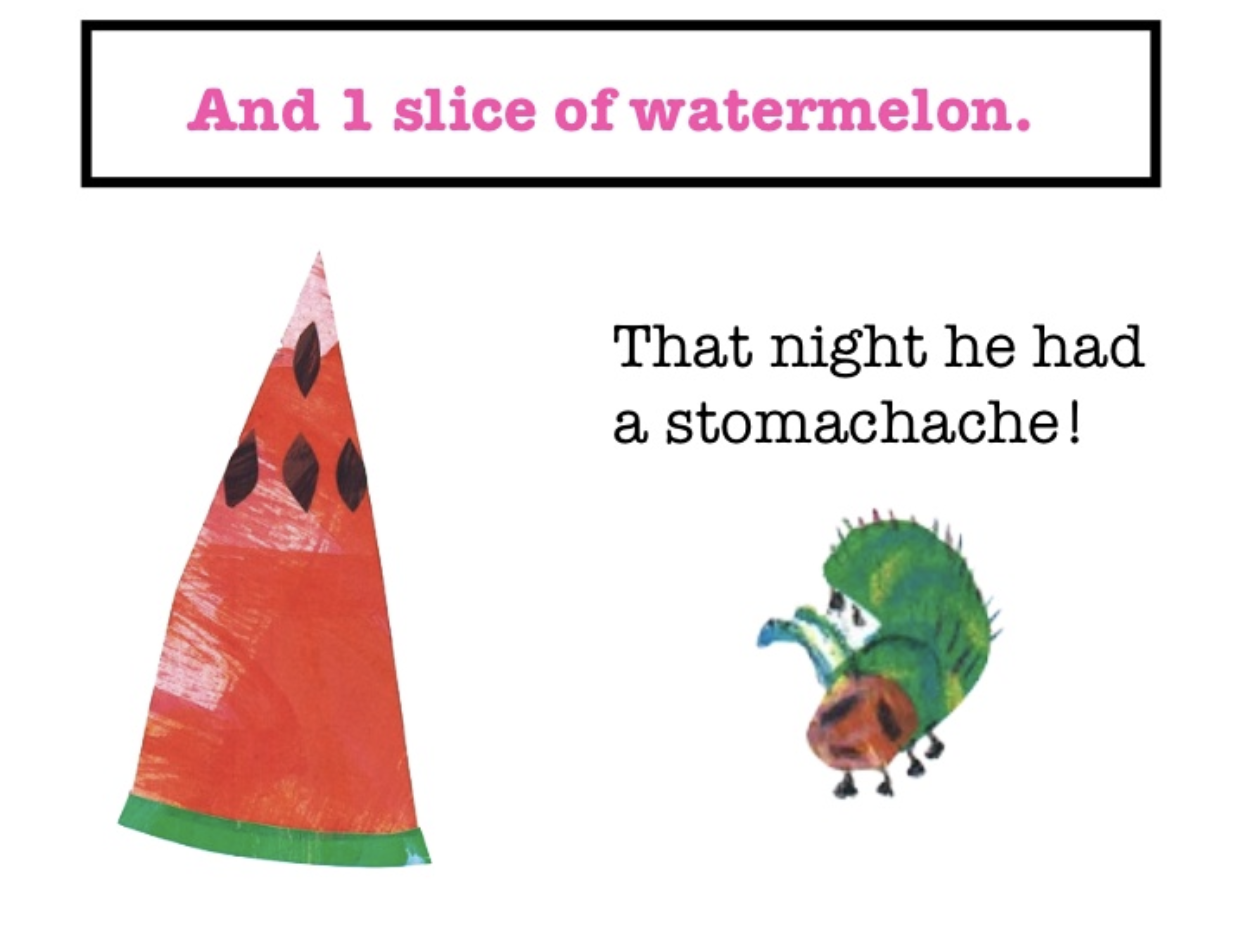 And 1 slice of watermelon.
That night he had
a stomachache!